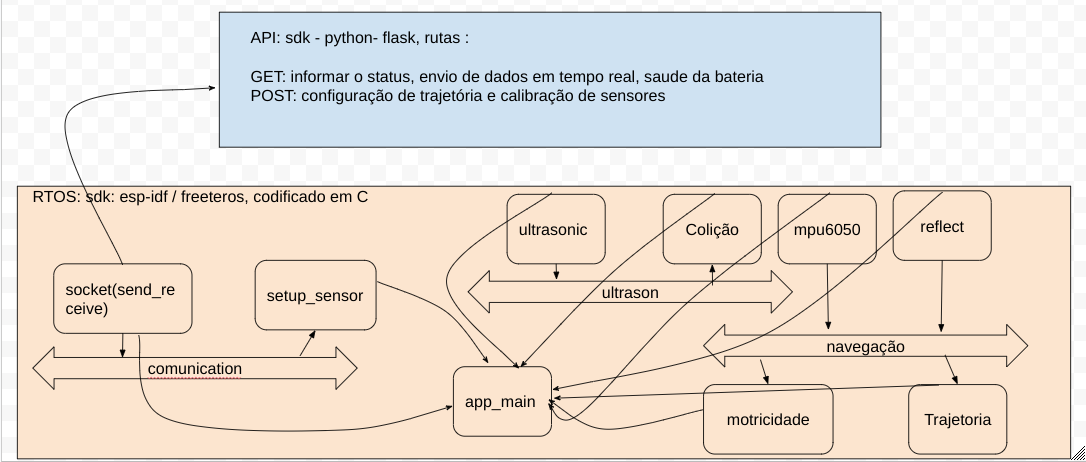 API: sdk - python- flask, rutas :
GET: informar o status, envio de dados em tempo real, saude da bateria
POST: configuração de trajetória e calibração de sensores
RTOS: sdk: esp-idf / freeteros, codificado em C
ultrasonic
Colição
mpu6050
reflect
socket(send_re
ceive)
setup_sensor
ultrason
comunication
navegação
app_main
motricidade
Trajetoria